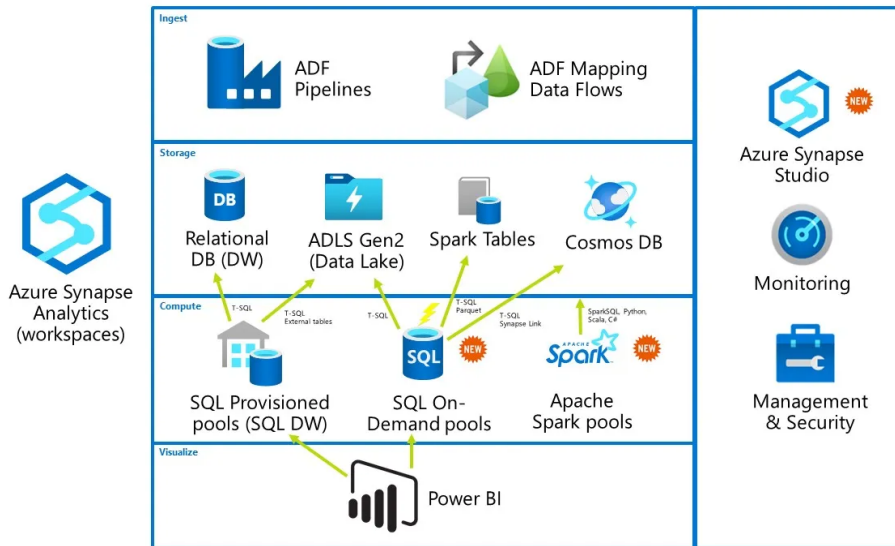 Ingest
ADF
Pipelines
ADF Mapping
Data Flows
Storage
DB
Relational
DB (DW)
ADLS Gen2
(Data Lake)
Spark Tables
Cosmos DB
Azure Synapse
Analytics
(workspaces)
Compute
T-SQL
T-SQL
External tables
T-SQL
T-SQL
Parquet
T-SQL
Synapse Link
SparkSQL, Python,
Scala, C#
SQL
NEW
APACHE
Spark
NEW
SQL Provisioned
pools (SQL DW)
SQL On-
Demand pools
Apache
Spark pools
Visualize
Power BI
NEW
Azure Synapse
Studio
Monitoring
Management
& Security